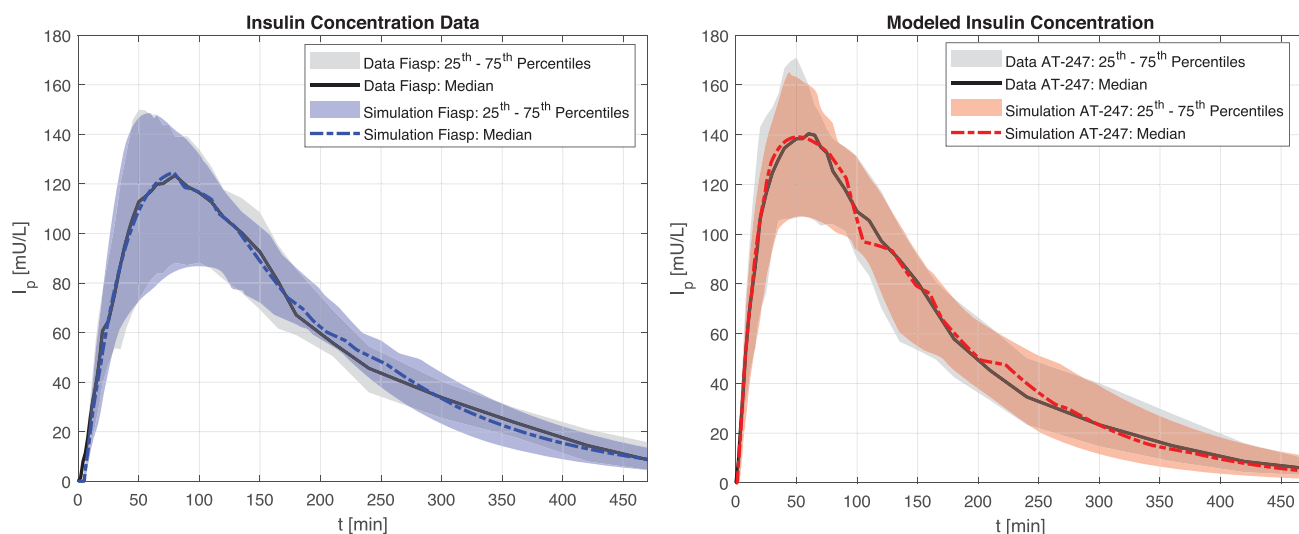 Insulin Concentration Data
180
160
140
120
100
80
60
40
20
0
I_p [mU/L]
Data Fiasp: 25th - 75th Percentiles
Data Fiasp: Median
Simulation Fiasp: 25th - 75th Percentiles
Simulation Fiasp: Median
0 50 100 150 200 250 300 350 400 450
t [min]
Modeled Insulin Concentration
180
160
140
120
100
80
60
40
20
0
I_p [mU/L]
Data AT-247: 25th - 75th Percentiles
Data AT-247: Median
Simulation AT-247: 25th - 75th Percentiles
Simulation AT-247: Median
0 50 100 150 200 250 300 350 400 450
t [min]